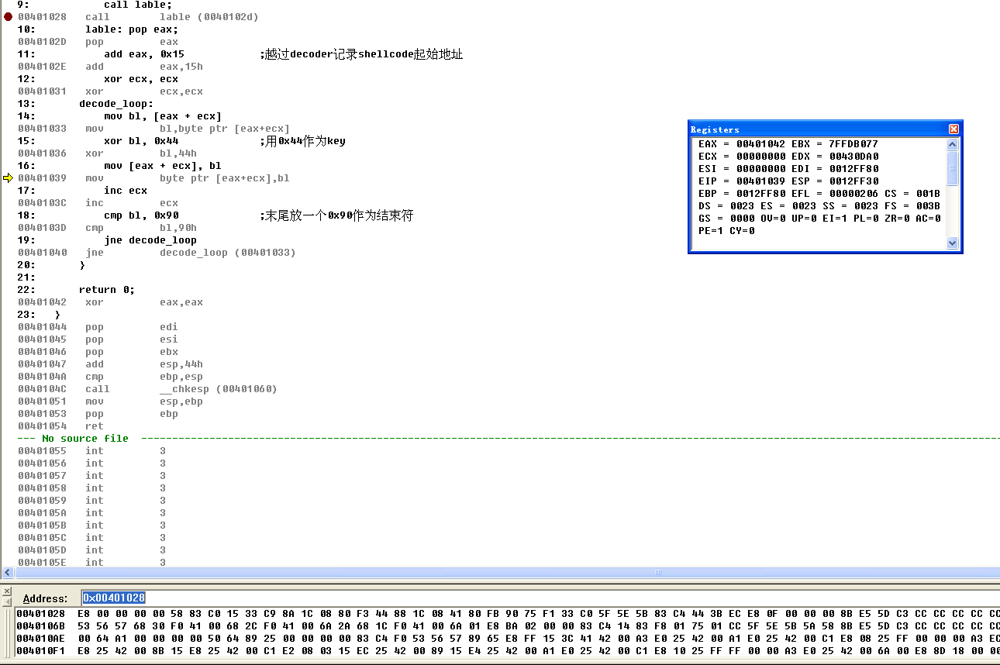 9: call lable;
00401028 call lable (0040102d)
10: lable: pop eax;
0040102D pop eax
11: add eax, 0x15 ;越过decoder记录shellcode起始地址
0040102E add eax,15h
12: xor ecx, ecx
00401031 xor ecx,ecx
13: decode_loop:
14: mov bl, [eax + ecx]
00401033 mov bl,byte ptr [eax+ecx]
15: xor bl, 0x44 ;用0x44作为key
00401036 xor bl,44h
16: mov [eax + ecx], bl
00401039 mov byte ptr [eax+ecx],bl
17: inc ecx
0040103C inc ecx
18: cmp bl, 0x90 ;末尾放一个0x90作为结束符
0040103D cmp bl,90h
19: jne decode_loop
00401040 jne decode_loop (00401033)
20: }
21:
22: return 0;
00401042 xor eax,eax
23: }
00401044 pop edi
00401045 pop esi
00401046 pop ebx
00401047 add esp,44h
0040104A cmp ebp,esp
0040104C call __chkesp (00401060)
00401051 mov esp,ebp
00401053 pop ebp
00401054 ret
--- No source file
00401055 int 3
00401056 int 3
00401057 int 3
00401058 int 3
00401059 int 3
0040105A int 3
0040105B int 3
0040105C int 3
0040105D int 3
0040105E int 3
Registers
EAX = 00401042 EBX = 7FFDB077
ECX = 00000000 EDX = 00430DA0
ESI = 00000000 EDI = 0012FF80
EIP = 00401039 ESP = 0012FF30
EBP = 0012FF80 EFL = 00000206 CS = 001B
DS = 0023 ES = 0023 SS = 0023 FS = 003B
GS = 0000 OV=0 UP=0 EI=1 PL=0 ZR=0 AC=0
PE=1 CY=0
Address: 0x00401028
00401028 E8 00 00 00 00 58 83 C0 15 33 C9 8A 1C 08 80 F3 44 88 1C 08 41 80 FB 90 75 F1 33 C0 5F 5E 5B 83 C4 44 3B EC E8 0F 00 00 00 8B E5 5D C3 CC CC CC CC CC
0040106B 53 56 57 68 30 F0 41 00 68 2C F0 41 00 6A 2A 68 1C F0 41 00 6A 01 E8 BA 02 00 00 83 C4 14 83 F8 01 75 01 CC 5F 5E 5B 5A 58 8B E5 5D C3 CC CC CC CC CC
004010AE 00 64 A1 00 00 00 00 50 64 89 25 00 00 00 00 83 C4 F0 53 56 57 89 65 E8 FF 15 3C 41 42 00 A3 E0 25 42 00 A1 E0 25 42 00 C1 E8 08 25 FF 00 00 00 A3 EC
004010F1 E8 25 42 00 8B 15 E8 25 42 00 C1 E2 08 03 15 EC 25 42 00 89 15 E4 25 42 00 A1 E0 25 42 00 C1 E8 10 25 FF FF 00 00 A3 E0 25 42 00 6A 00 E8 8D 18 00 00